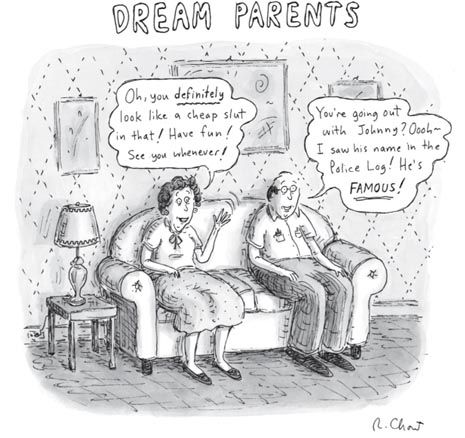 DREAM PARENTS
Oh, you definitely
look like a cheap slut
in that! Have fun!
See you whenever!
You're going out
with Johnny? Oooh~
I saw his name in the
Police Log! He's
FAMOUS!
R. Chast